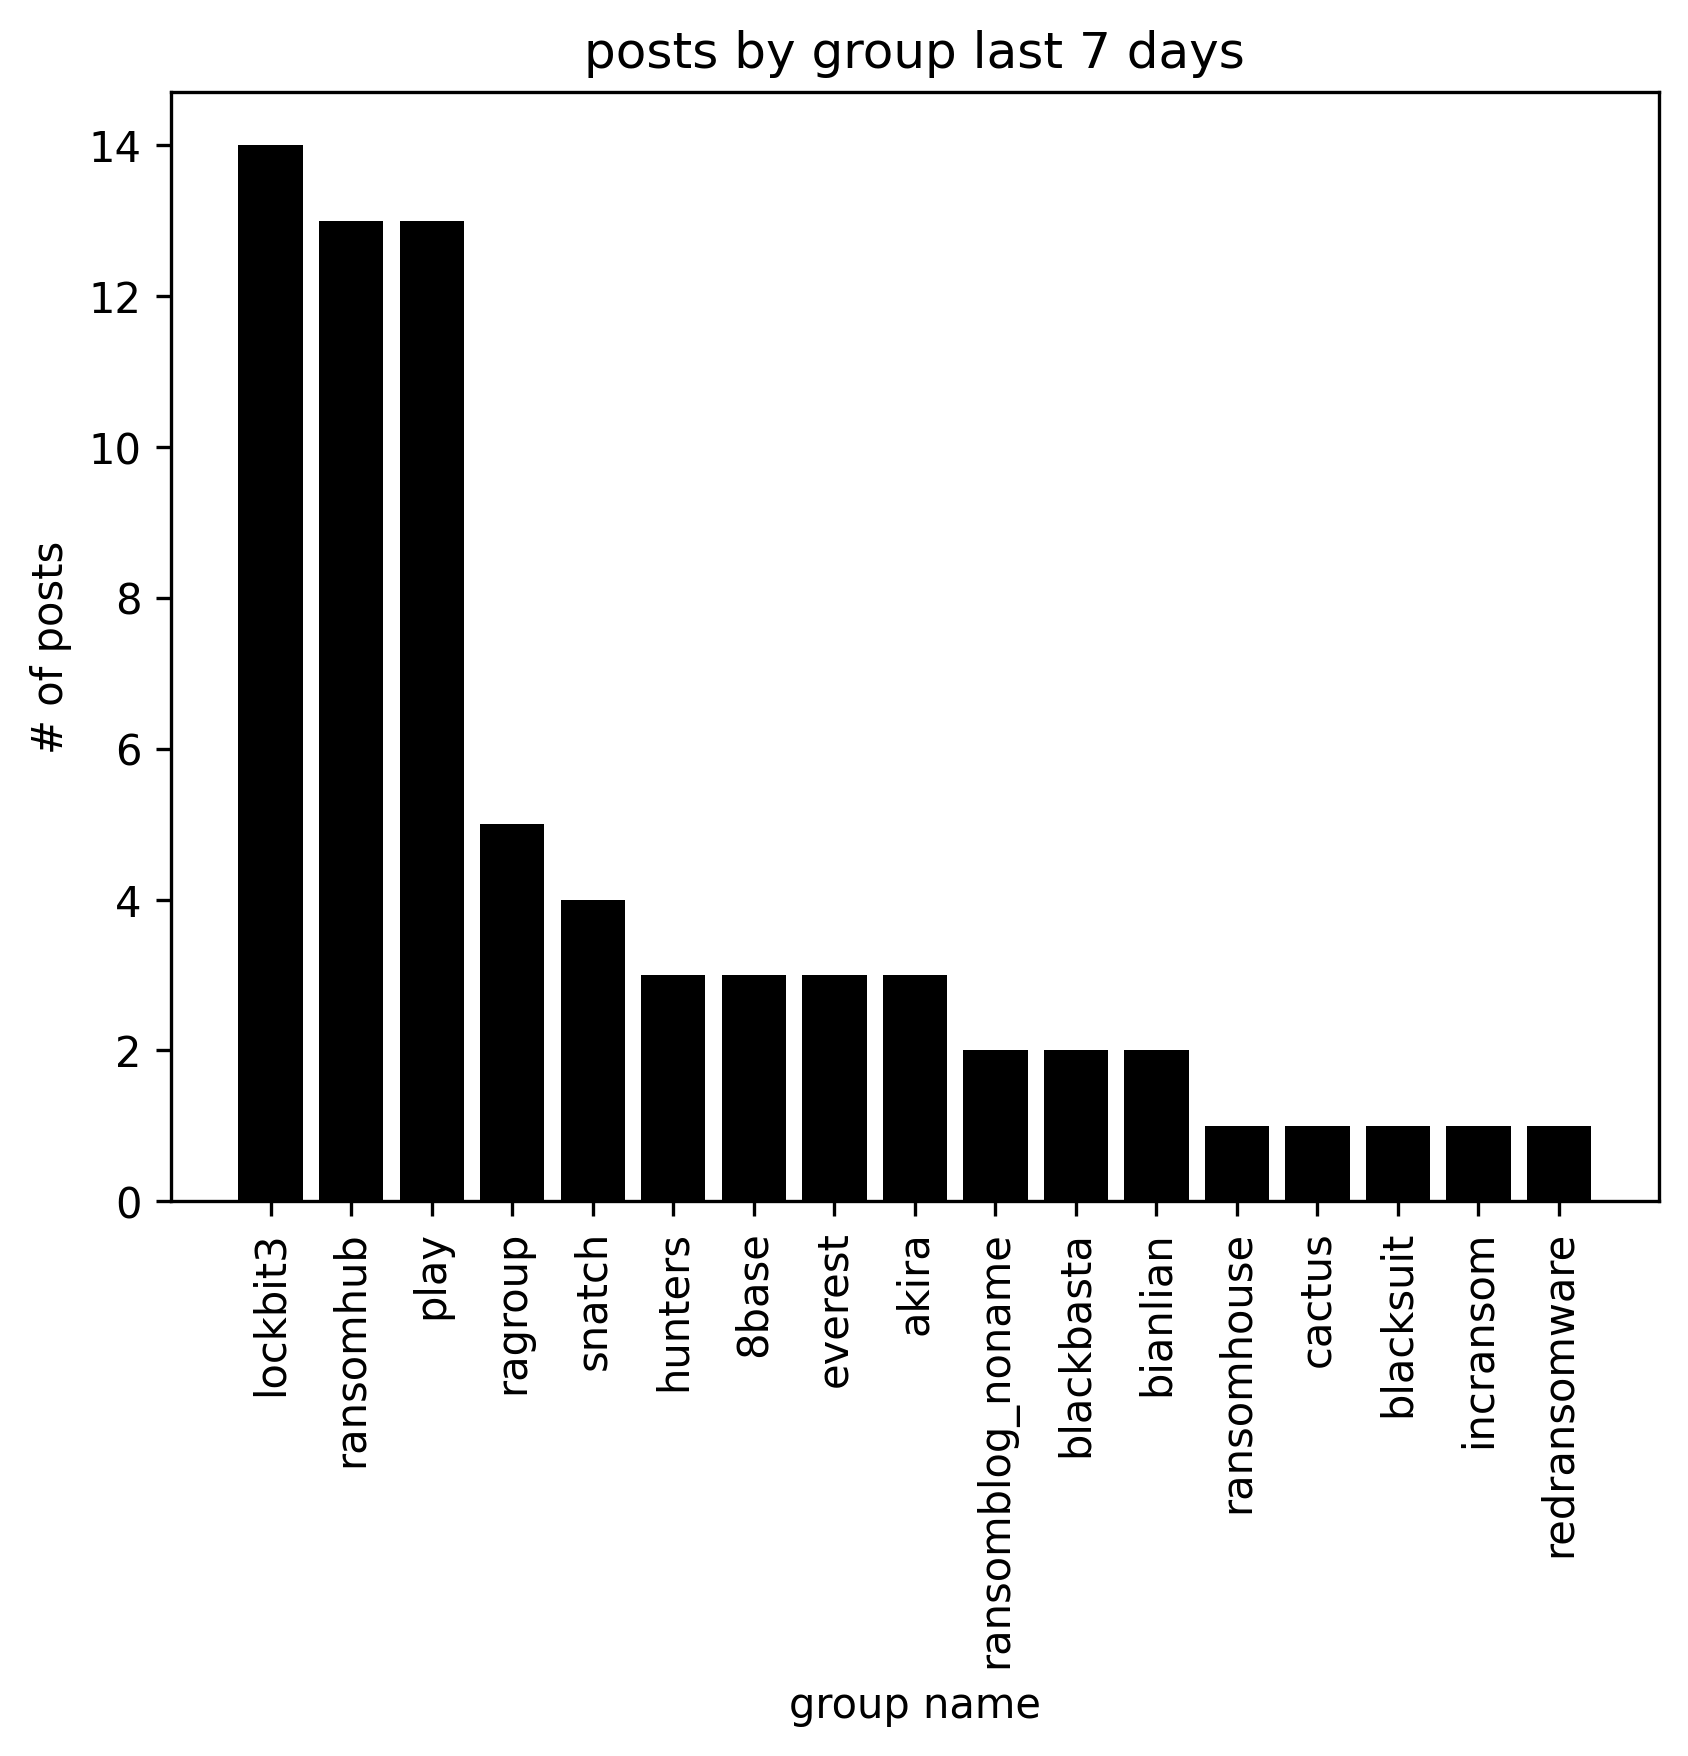 posts by group last 7 days
14
12
10
8
6
4
2
0
# of posts
lockbit3
ransomhub
play
ragroup
snatch
hunters
8base
everest
akira
ransomblog_noname
blackbasta
bianlian
ransomhouse
cactus
blacksuit
incransom
redransomware
group name